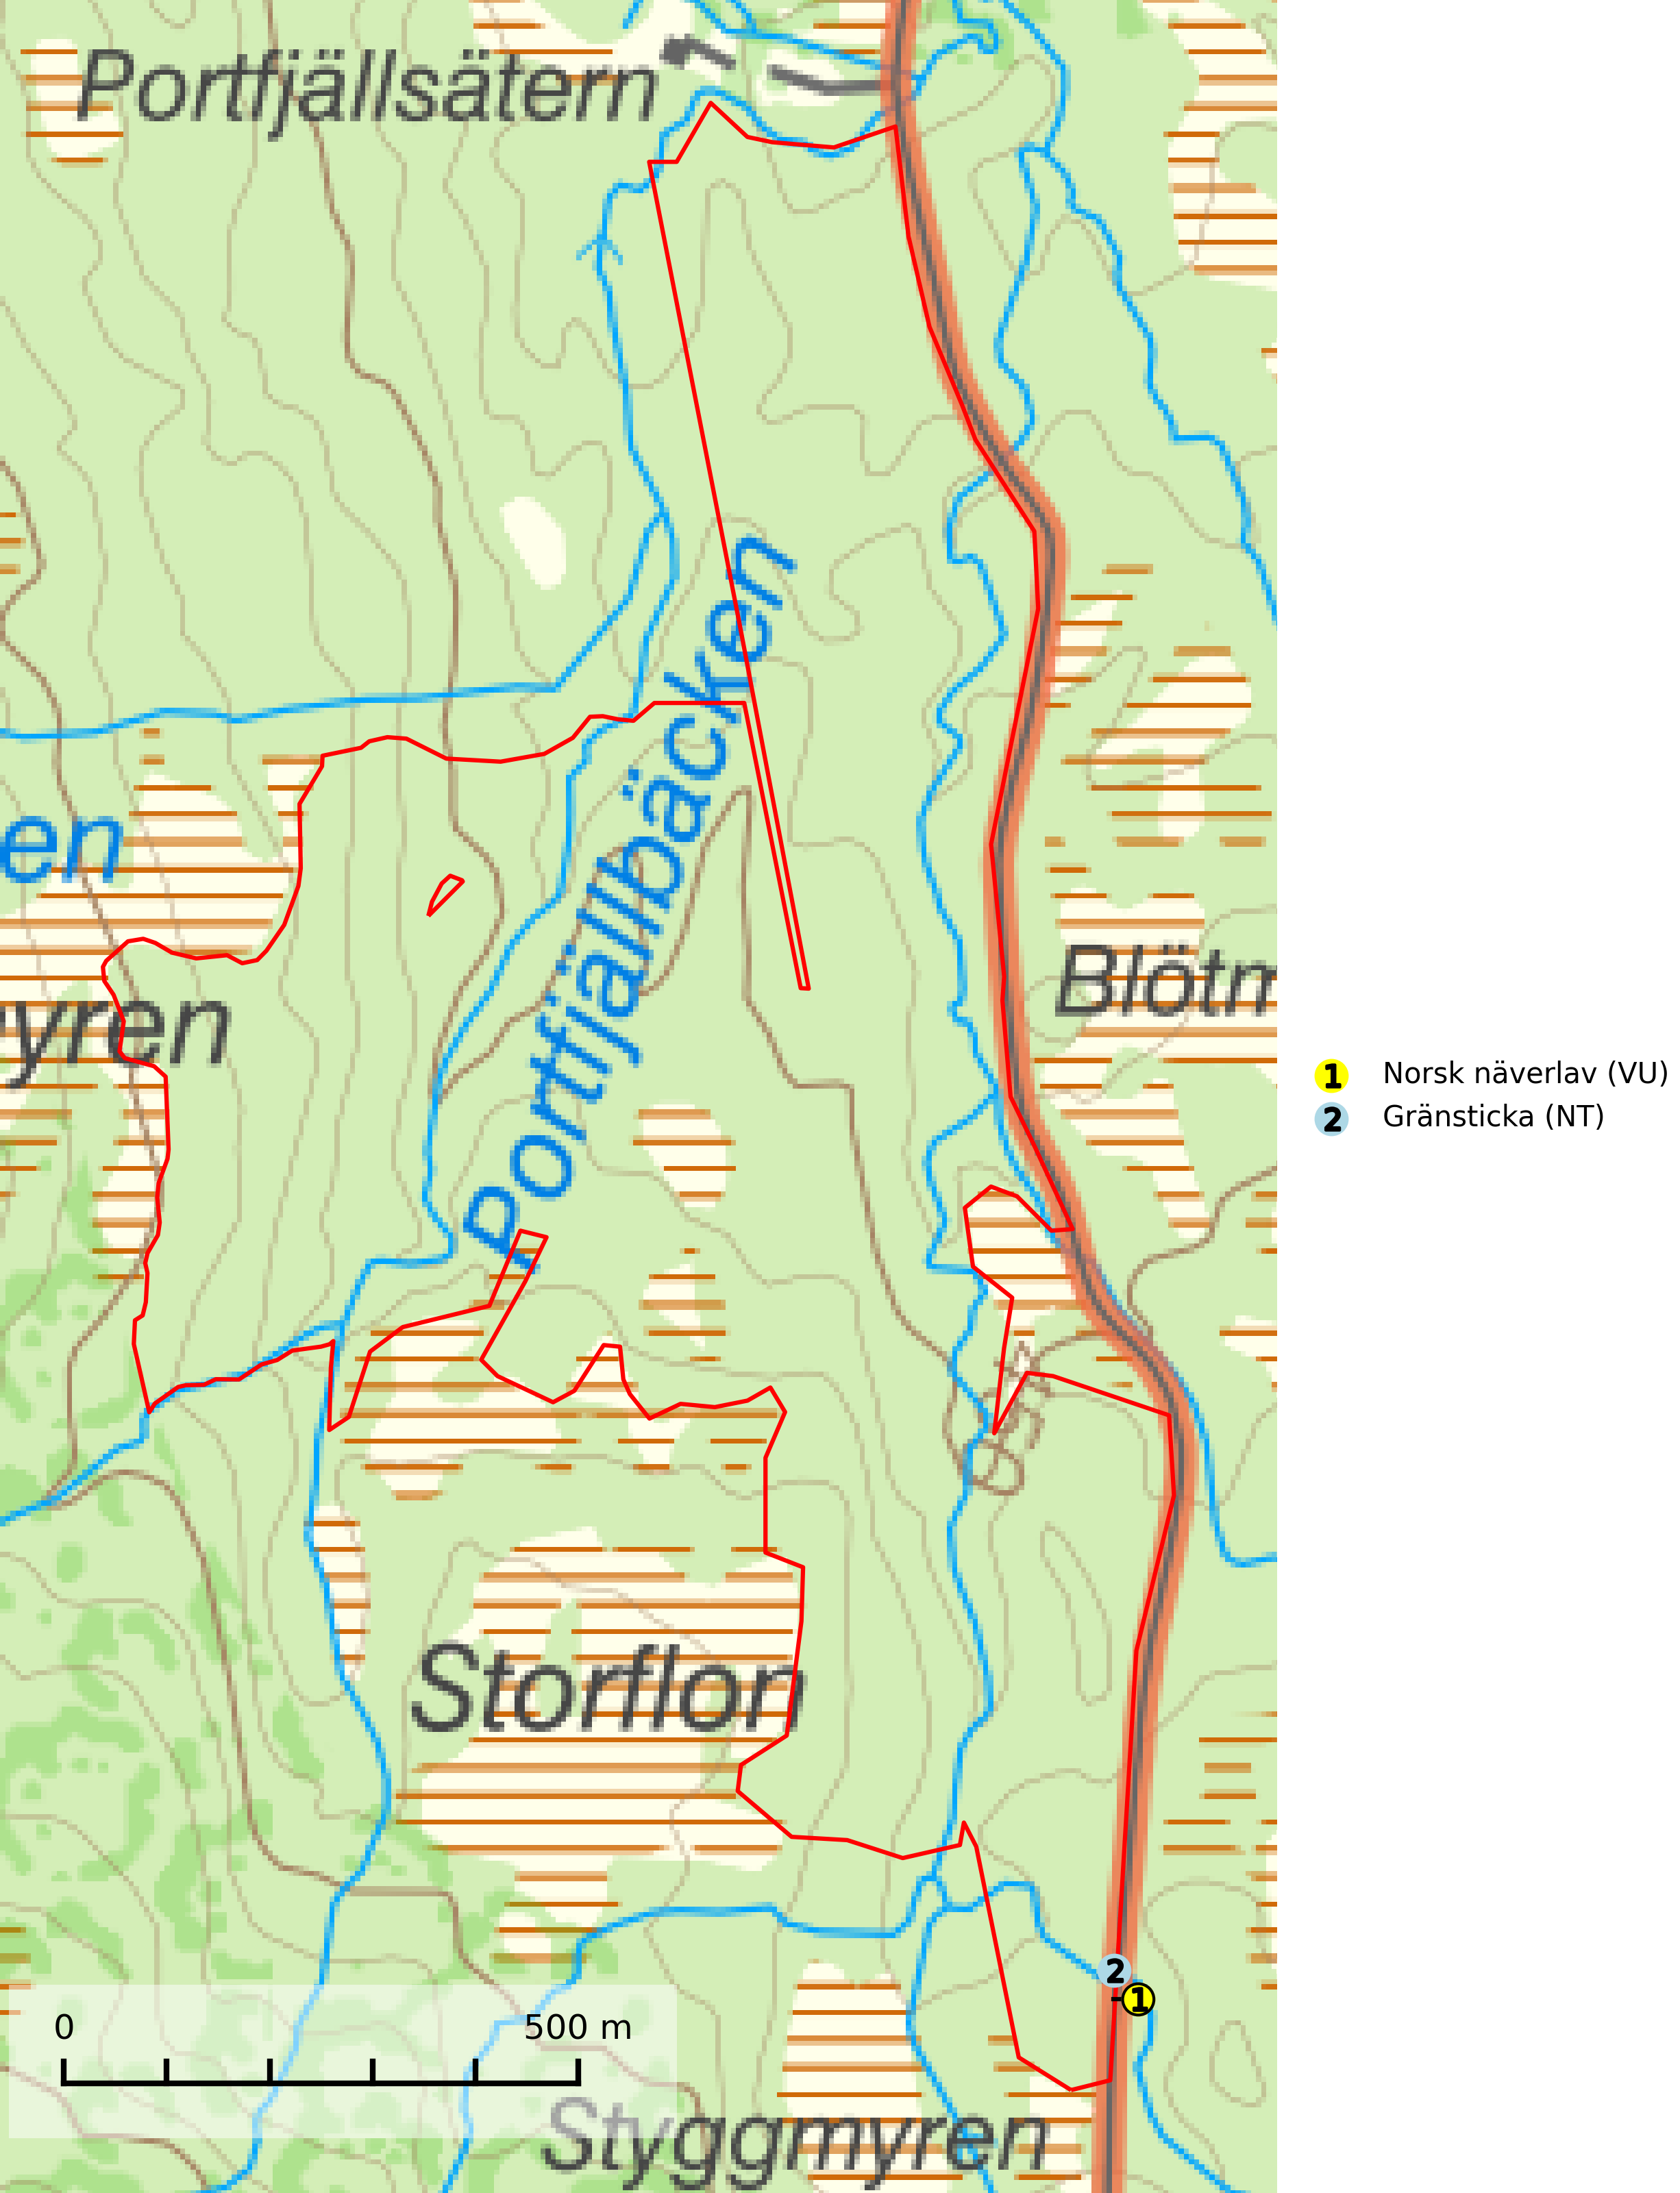 Portfjällsätern
Portfjällbäcken
en
yren
Blötm
1 Norsk näverlav (VU)
2 Gränsticka (NT)
Storflon
2
1
0 500 m
Styggmyren